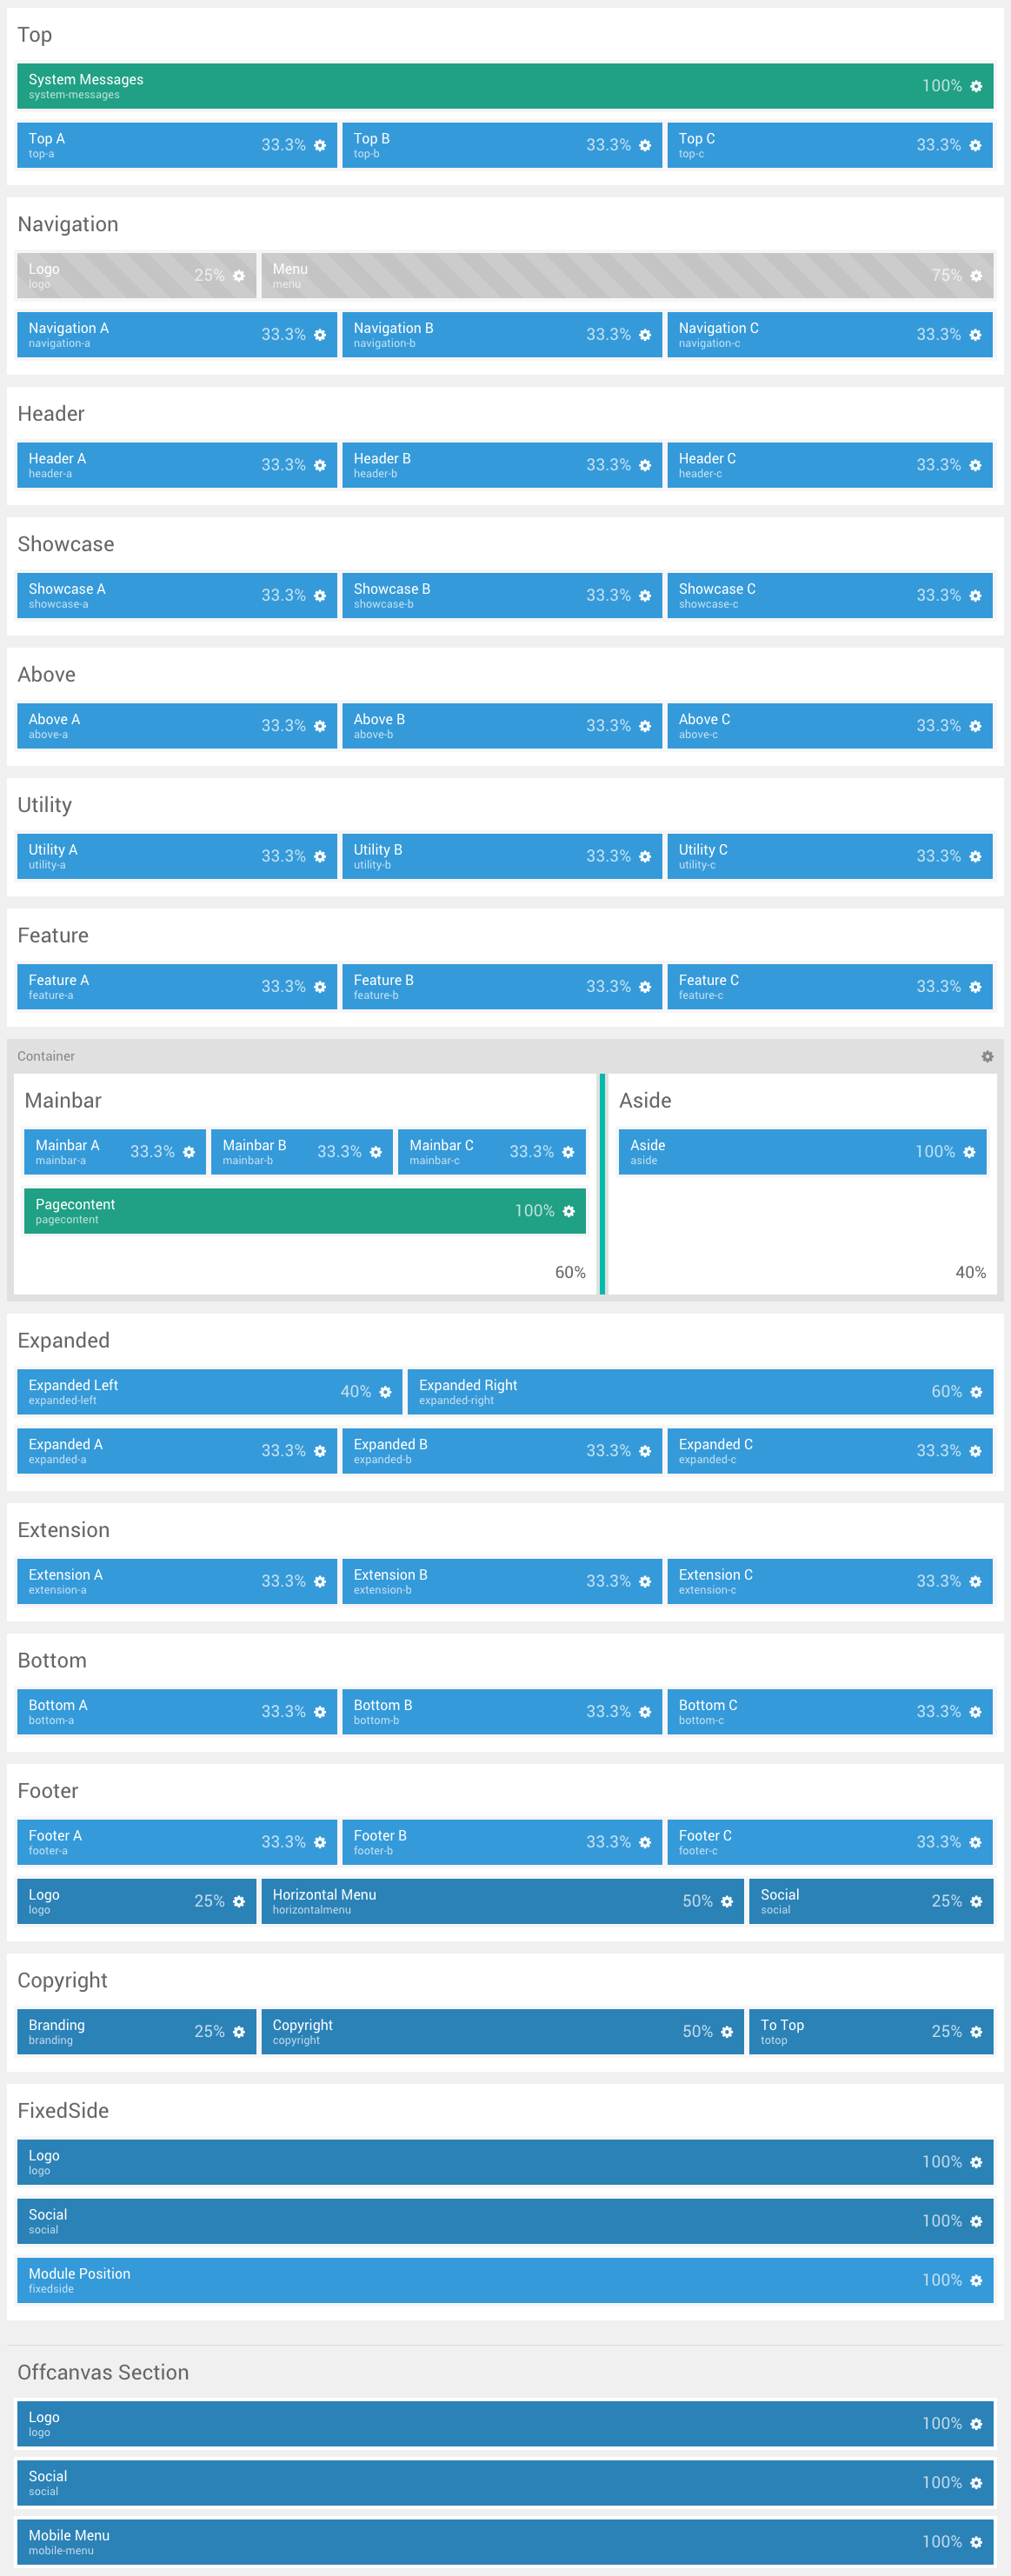 Top
System Messages
system-messages
100%
Top A
top-a
33.3%
Top B
top-b
33.3%
Top C
top-c
33.3%
Navigation
Logo
logo
25%
Menu
menu
75%
Navigation A
navigation-a
33.3%
Navigation B
navigation-b
33.3%
Navigation C
navigation-c
33.3%
Header
Header A
header-a
33.3%
Header B
header-b
33.3%
Header C
header-c
33.3%
Showcase
Showcase A
showcase-a
33.3%
Showcase B
showcase-b
33.3%
Showcase C
showcase-c
33.3%
Above
Above A
above-a
33.3%
Above B
above-b
33.3%
Above C
above-c
33.3%
Utility
Utility A
utility-a
33.3%
Utility B
utility-b
33.3%
Utility C
utility-c
33.3%
Feature
Feature A
feature-a
33.3%
Feature B
feature-b
33.3%
Feature C
feature-c
33.3%
Container
Mainbar
Mainbar A
mainbar-a
33.3%
Mainbar B
mainbar-b
33.3%
Mainbar C
mainbar-c
33.3%
Pagecontent
pagecontent
100%
60%
Aside
Aside
aside
100%
40%
Expanded
Expanded Left
expanded-left
40%
Expanded Right
expanded-right
60%
Expanded A
expanded-a
33.3%
Expanded B
expanded-b
33.3%
Expanded C
expanded-c
33.3%
Extension
Extension A
extension-a
33.3%
Extension B
extension-b
33.3%
Extension C
extension-c
33.3%
Bottom
Bottom A
bottom-a
33.3%
Bottom B
bottom-b
33.3%
Bottom C
bottom-c
33.3%
Footer
Footer A
footer-a
33.3%
Footer B
footer-b
33.3%
Footer C
footer-c
33.3%
Logo
logo
25%
Horizontal Menu
horizontalmenu
50%
Social
social
25%
Copyright
Branding
branding
25%
Copyright
copyright
50%
To Top
totop
25%
FixedSide
Logo
logo
100%
Social
social
100%
Module Position
fixedside
100%
Offcanvas Section
Logo
logo
100%
Social
social
100%
Mobile Menu
mobile-menu
100%